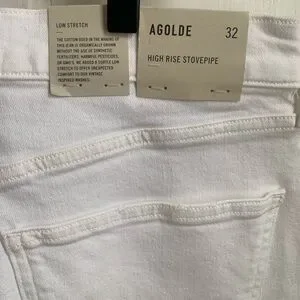 LOW STRETCH
THE COTTON USED IN THE MAKING OF
THIS JEAN IS ORGANICALLY GROWN
WITHOUT THE USE OF SYNTHETIC
FERTILIZERS, HARMFUL PESTICIDES,
OR GMO'S. WE ADDED A SUBTLE LOW
STRETCH TO OFFER UNEXPECTED
COMFORT TO OUR VINTAGE
INSPIRED WASHES.
AGOLDE 32
HIGH RISE STOVEPIPE